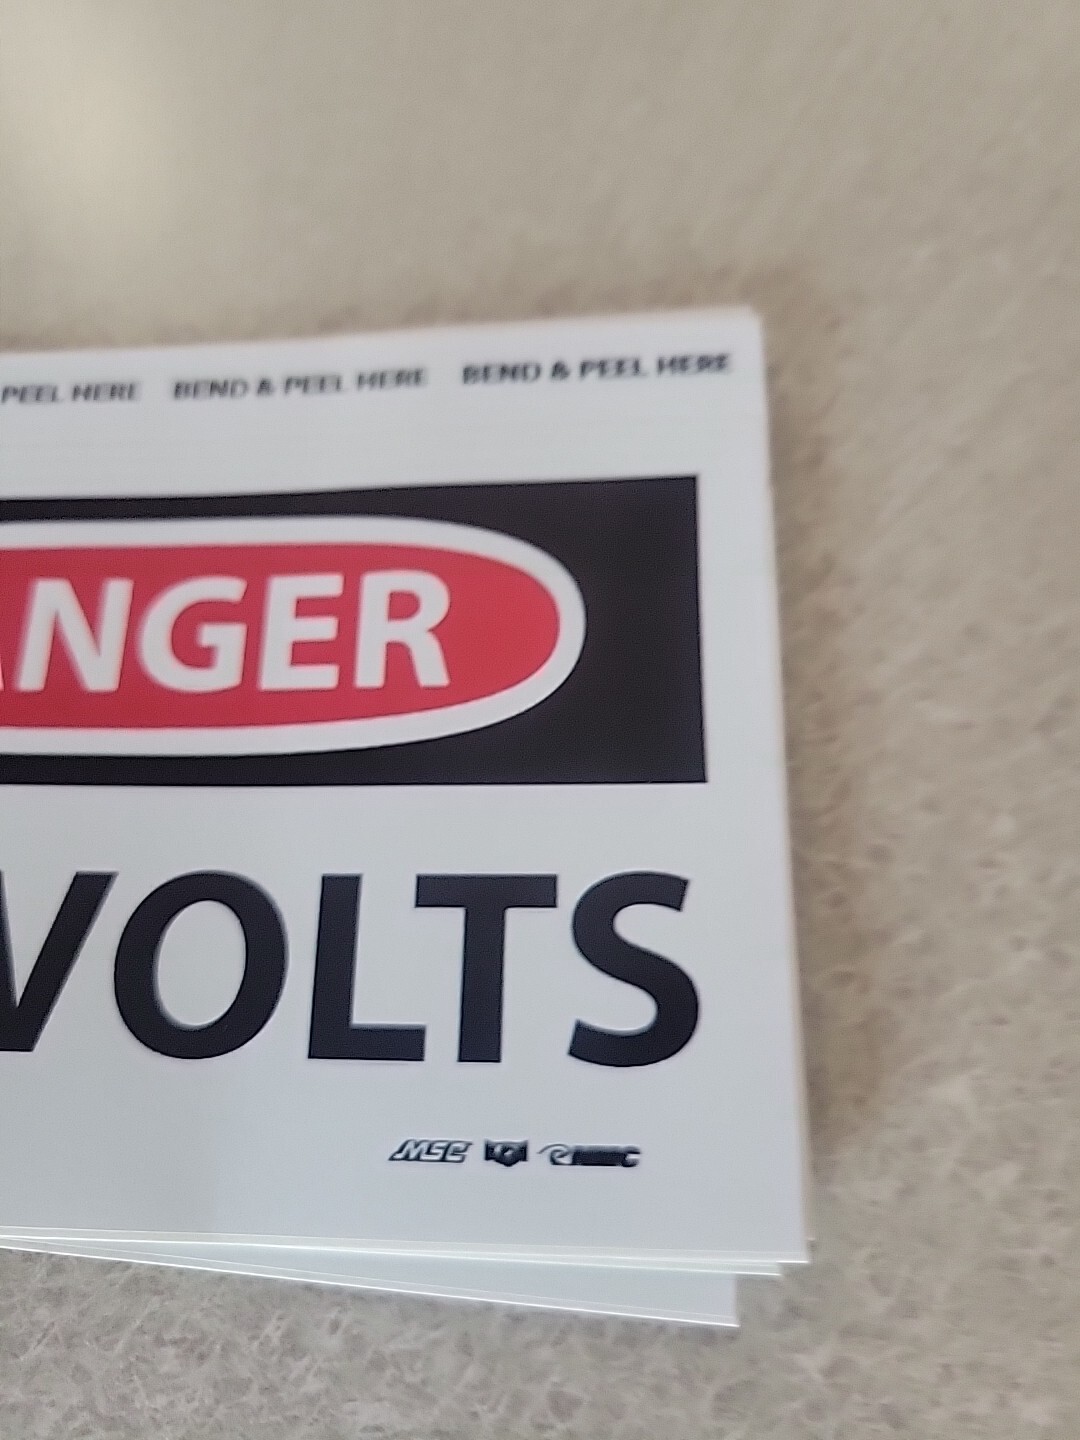 PEEL HERE BEND & PEEL HERE BEND & PEEL HERE
ANGER
VOLTS
MSC